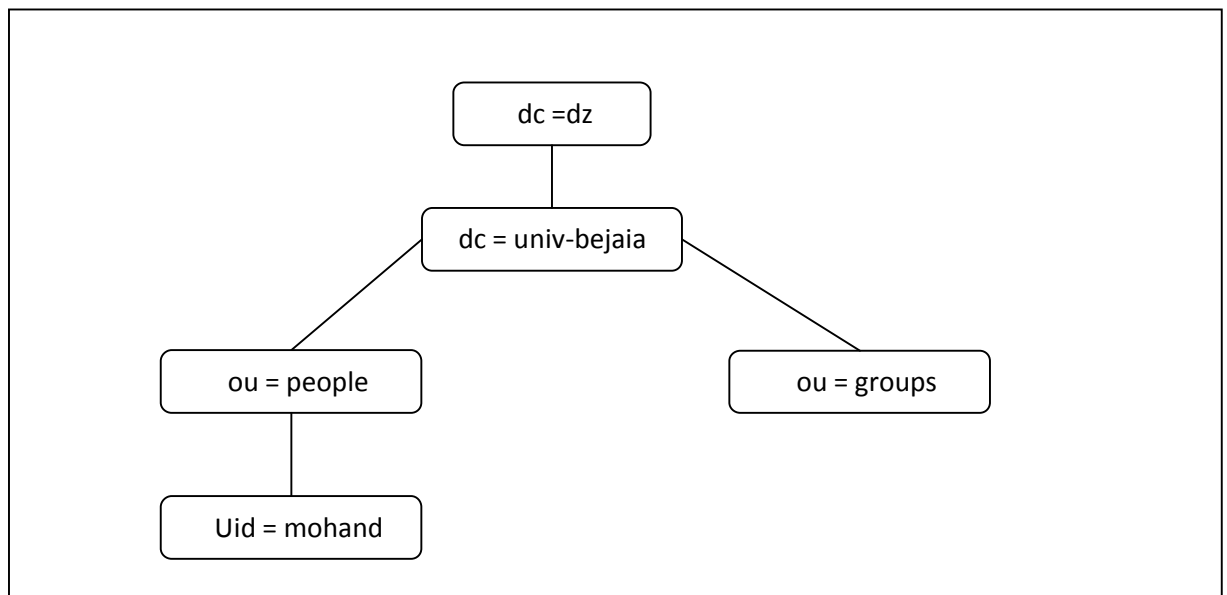 dc =dz
dc = univ-bejaia
ou = people
ou = groups
Uid = mohand